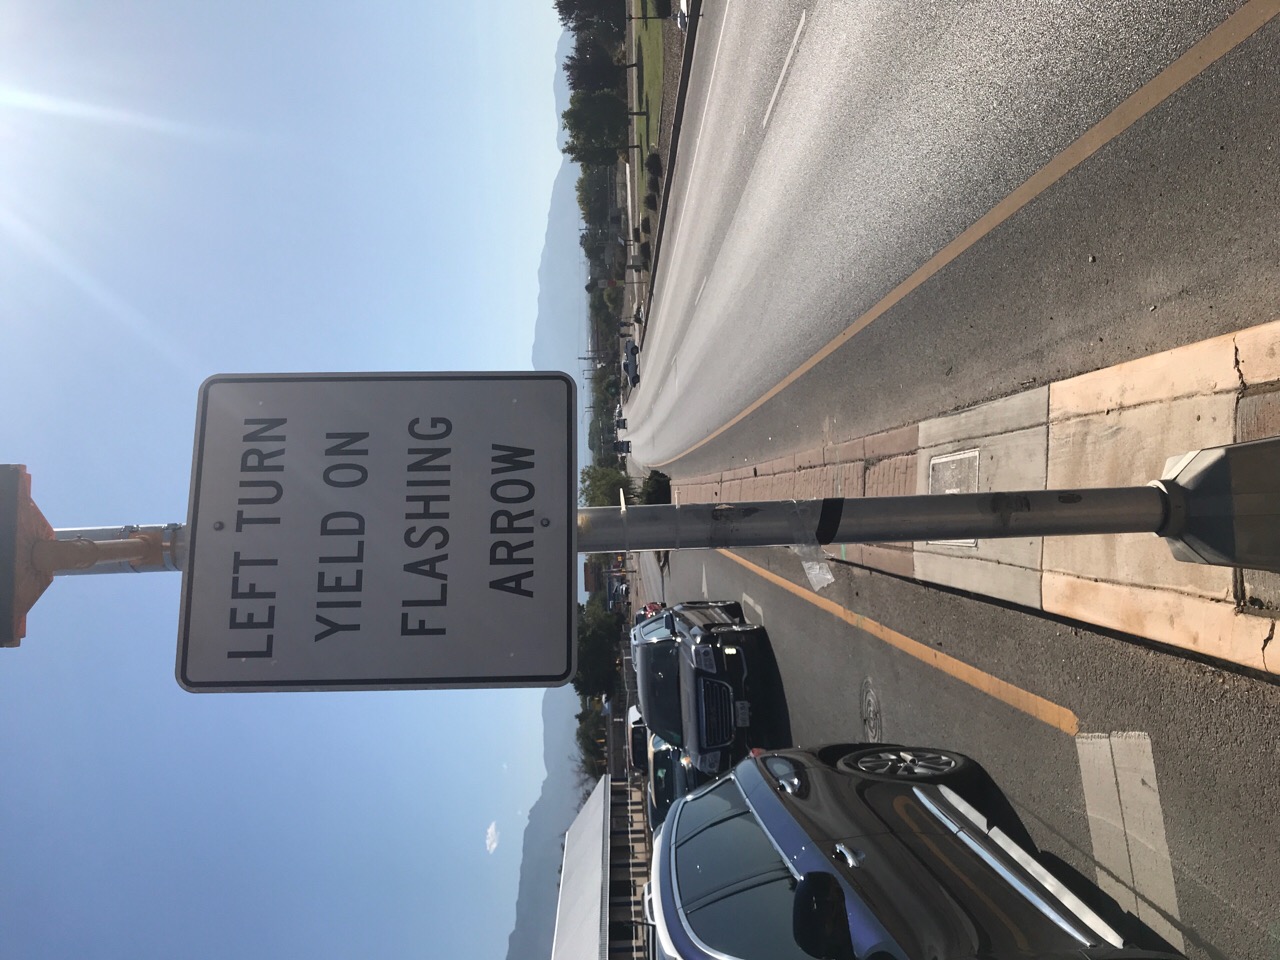 LEFT TURN
YIELD ON
FLASHING
ARROW